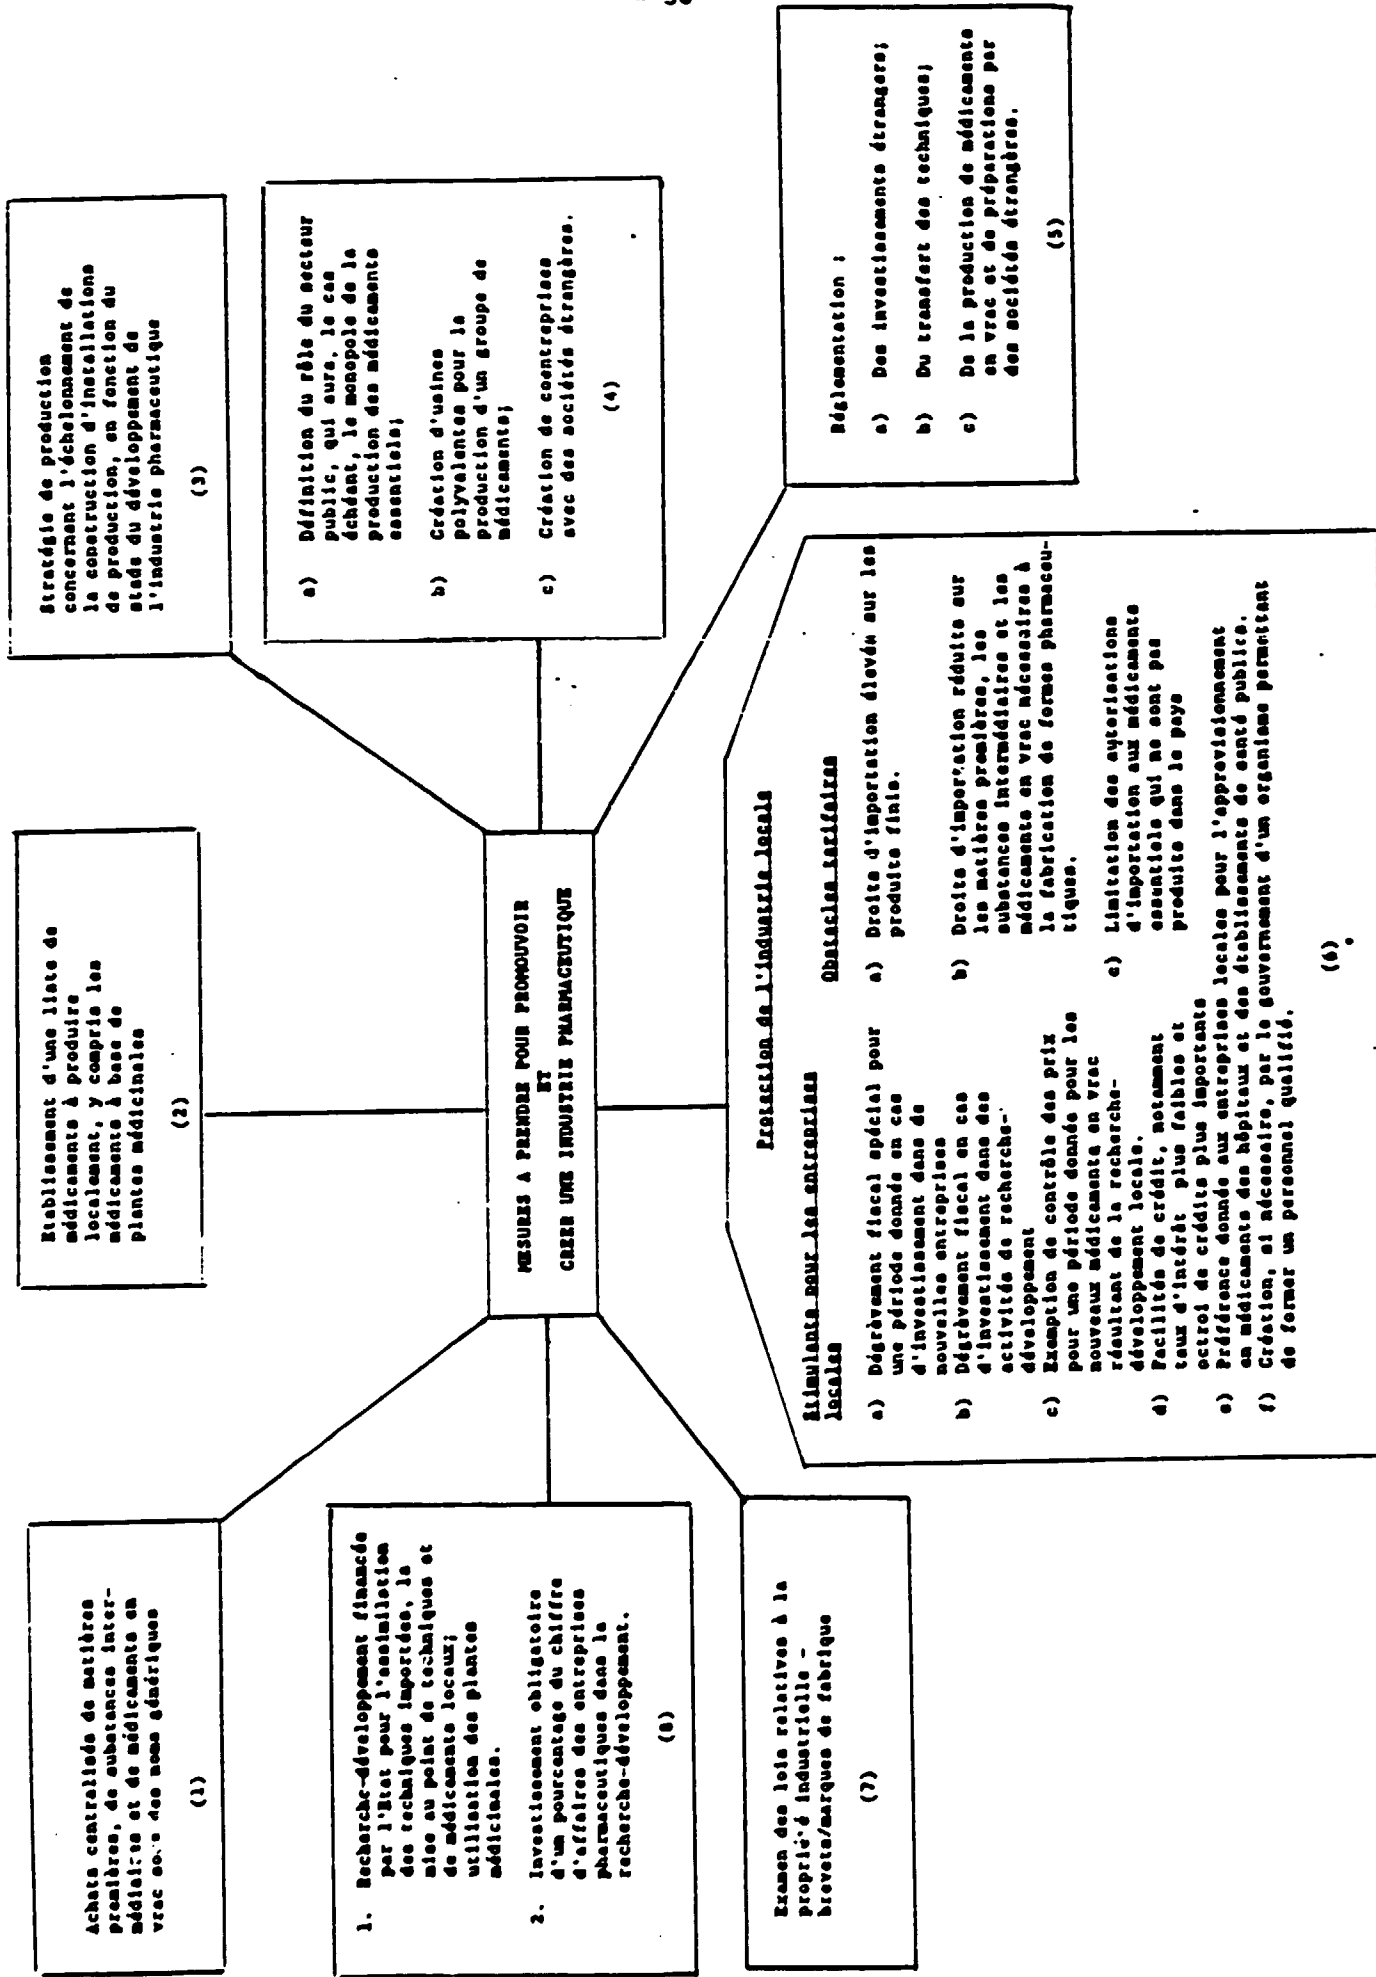 Achats centralisés de matières
premières, de substances inter-
médiaires et de médicaments en
vrac sous des noms génériques
(1)
Etablissement d'une liste de
médicaments à produire
localement, y compris les
médicaments à base de
plantes médicinales
(2)
Stratégie de production
concernant l'échelonnement de
la construction d'installations
de production, en fonction du
stade du développement de
l'industrie pharmaceutique
(3)
a) Définition du rôle du secteur
public, qui aura, le cas
échéant, le monopole de la
production des médicaments
essentiels;
b) Création d'usines
polyvalentes pour la
production d'un groupe de
médicaments;
c) Création de coentreprises
avec des sociétés étrangères.
(4)
1. Recherche-développement financée
par l'Etat pour l'assimilation
des techniques importées, la
mise au point de techniques et
de médicaments locaux;
utilisation des plantes
médicinales.
2. Investissement obligatoire
d'un pourcentage du chiffre
d'affaires des entreprises
pharmaceutiques dans la
recherche-développement.
(8)
MESURES A PRENDRE POUR PROMOUVOIR
ET
CREER UNE INDUSTRIE PHARMACEUTIQUE
Examen des lois relatives à la
propriété industrielle -
brevets/marques de fabrique
(7)
Protection de l'industrie locale
Stimulants pour les entreprises
locales
a) Dégrèvement fiscal spécial pour
une période donnée en cas
d'investissement dans de
nouvelles entreprises
b) Dégrèvement fiscal en cas
d'investissement dans des
activités de recherche-
développement
c) Exemption de contrôle des prix
pour une période donnée pour les
nouveaux médicaments en vrac
résultant de la recherche-
développement locale.
d) Facilités de crédit, notamment
taux d'intérêt plus faibles et
octroi de crédits plus importants
e) Préférence donnée aux entreprises locales pour l'approvisionnement
en médicaments des hôpitaux et des établissements de santé publics.
f) Création, si nécessaire, par le gouvernement d'un organisme permettant
de former un personnel qualifié.
Obstacles tarifaires
a) Droits d'importation élevés sur les
produits finis.
b) Droits d'importation réduits sur
les matières premières, les
substances intermédiaires et les
médicaments en vrac nécessaires à
la fabrication de formes pharmaceu-
tiques.
c) Limitation des autorisations
d'importation aux médicaments
essentiels qui ne sont pas
produits dans le pays
(6)
Réglementation :
a) Des investissements étrangers;
b) Du transfert des techniques;
c) De la production de médicaments
en vrac et de préparations par
des sociétés étrangères.
(5)